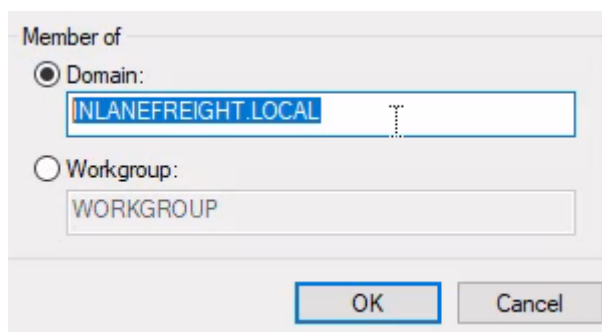 Member of
Domain:
INLANEFREIGHT.LOCAL
Workgroup:
WORKGROUP
OK
Cancel